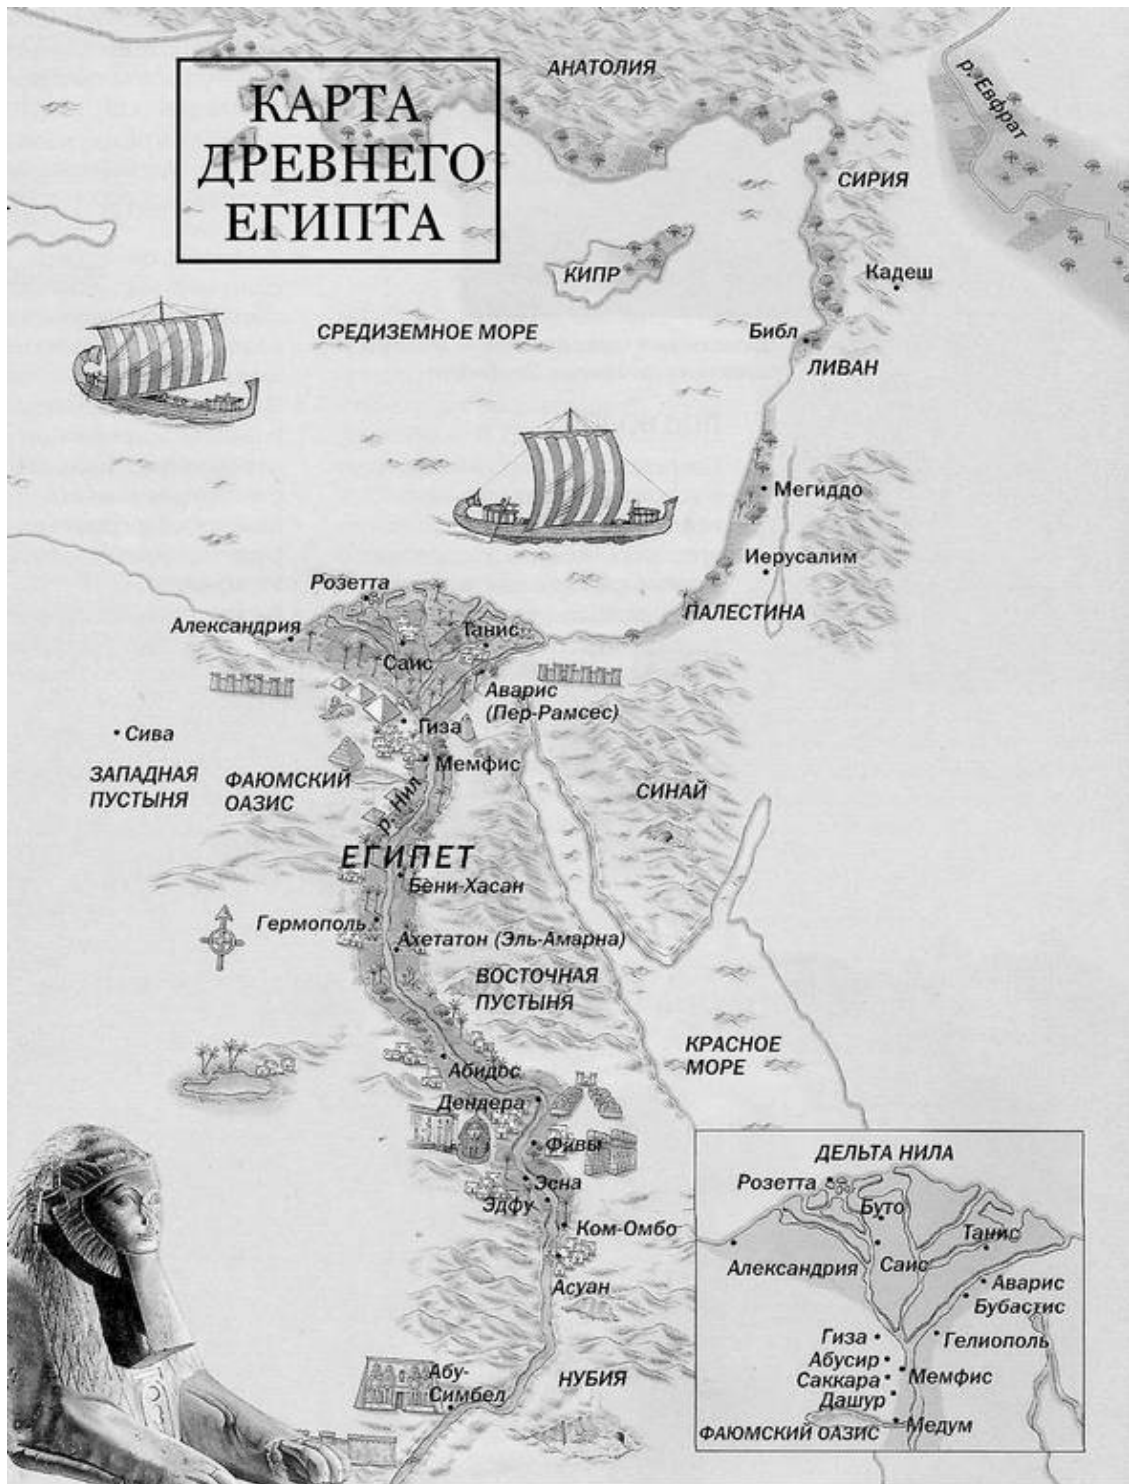 КАРТА
ДРЕВНЕГО
ЕГИПТА
АНАТОЛИЯ
р. Евфрат
СИРИЯ
КИПР
Кадеш
СРЕДИЗЕМНОЕ МОРЕ
Библ
ЛИВАН
Мегиддо
Иерусалим
ПАЛЕСТИНА
Розетта
Александрия
Танис
Саис
Аварис
(Пер-Рамсес)
Гиза
Сива
Мемфис
ЗАПАДНАЯ
ПУСТЫНЯ
ФАЮМСКИЙ
ОАЗИС
р. Нил
СИНАЙ
ЕГИПЕТ
Бени-Хасан
Гермополь
Ахетатон (Эль-Амарна)
ВОСТОЧНАЯ
ПУСТЫНЯ
КРАСНОЕ
МОРЕ
Абидос
Дендера
Фивы
Эсна
Эдфу
Ком-Омбо
Асуан
Абу-
Симбел
НУБИЯ
ДЕЛЬТА НИЛА
Розетта
Буто
Танис
Александрия
Саис
Аварис
Бубастис
Гиза
Гелиополь
Абусир
Мемфис
Саккара
Дашур
Медум
ФАЮМСКИЙ ОАЗИС